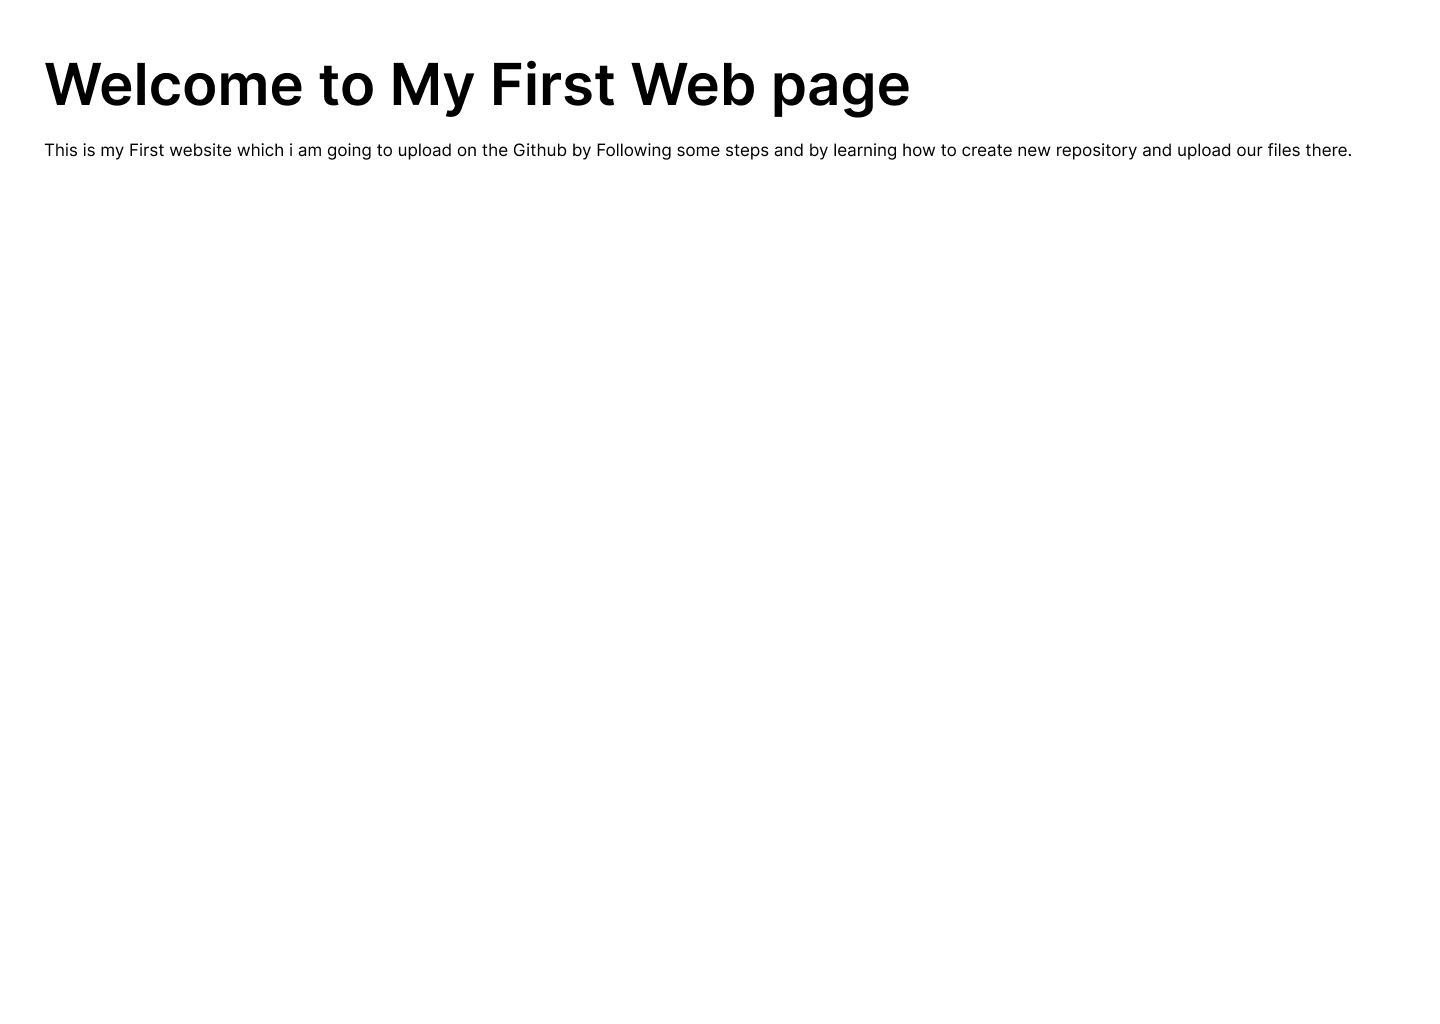 Welcome to My First Web page
This is my First website which i am going to upload on the Github by Following some steps and by learning how to create new repository and upload our files there.